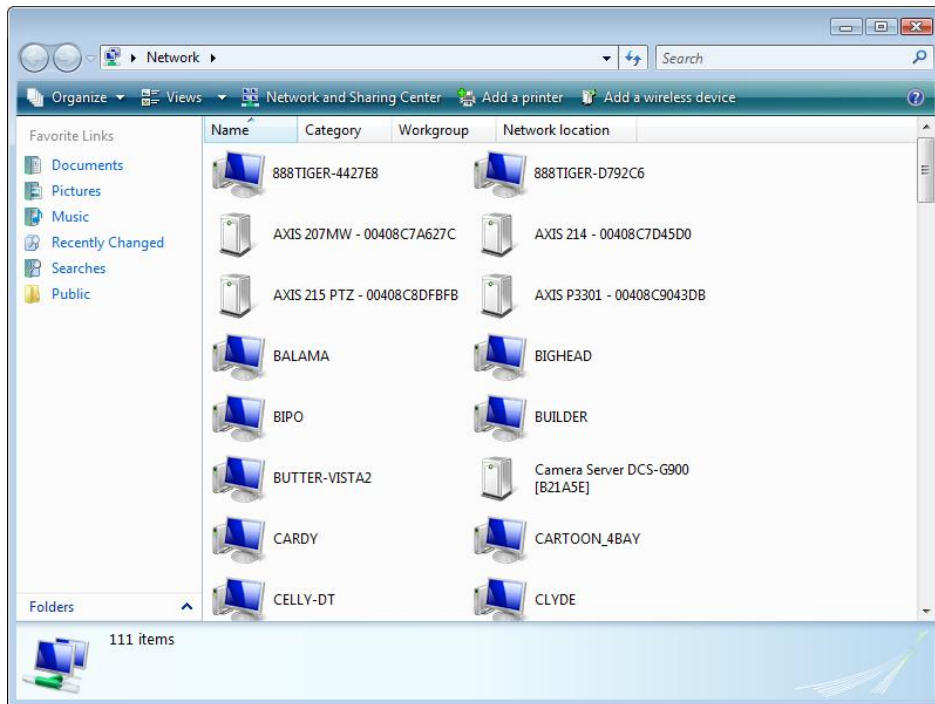 Network
Search
Organize Views Network and Sharing Center Add a printer Add a wireless device
Favorite Links
Documents
Pictures
Music
Recently Changed
Searches
Public
Folders
Name Category Workgroup Network location
888TIGER-4427E8 888TIGER-D792C6
AXIS 207MW - 00408C7A627C AXIS 214 - 00408C7D45D0
AXIS 215 PTZ - 00408C8DFBFB AXIS P3301 - 00408C9043DB
BALAMA BIGHEAD
BIPO BUILDER
BUTTER-VISTA2 Camera Server DCS-G900
[B21A5E]
CARDY CARTOON_4BAY
CELLY-DT CLYDE
111 items